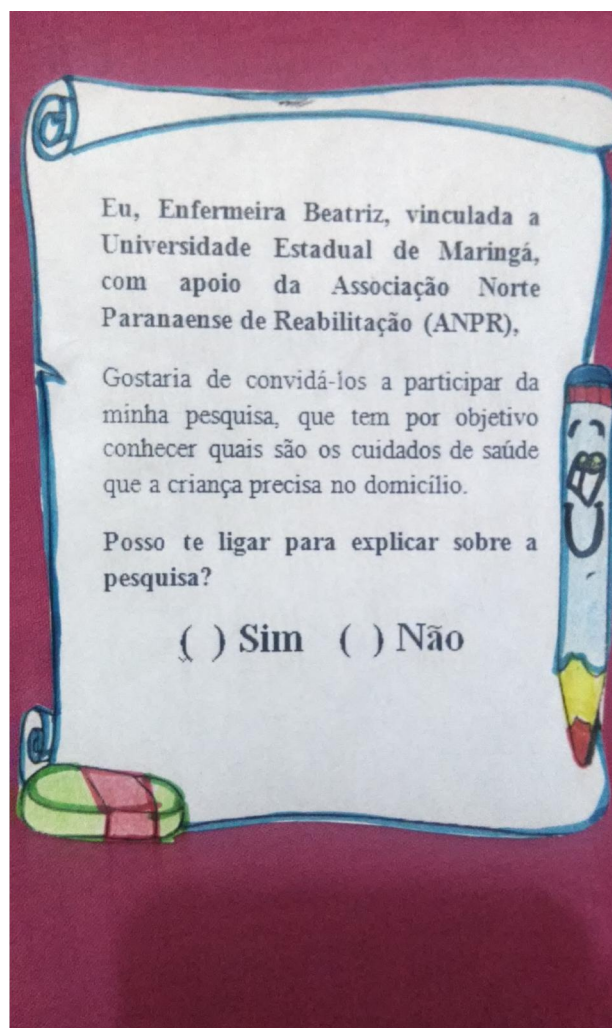 Eu, Enfermeira Beatriz, vinculada a
Universidade Estadual de Maringá,
com apoio da Associação Norte
Paranaense de Reabilitação (ANPR),
Gostaria de convidá-los a participar da
minha pesquisa, que tem por objetivo
conhecer quais são os cuidados de saúde
que a criança precisa no domicílio.
Posso te ligar para explicar sobre a
pesquisa?
( ) Sim ( ) Não